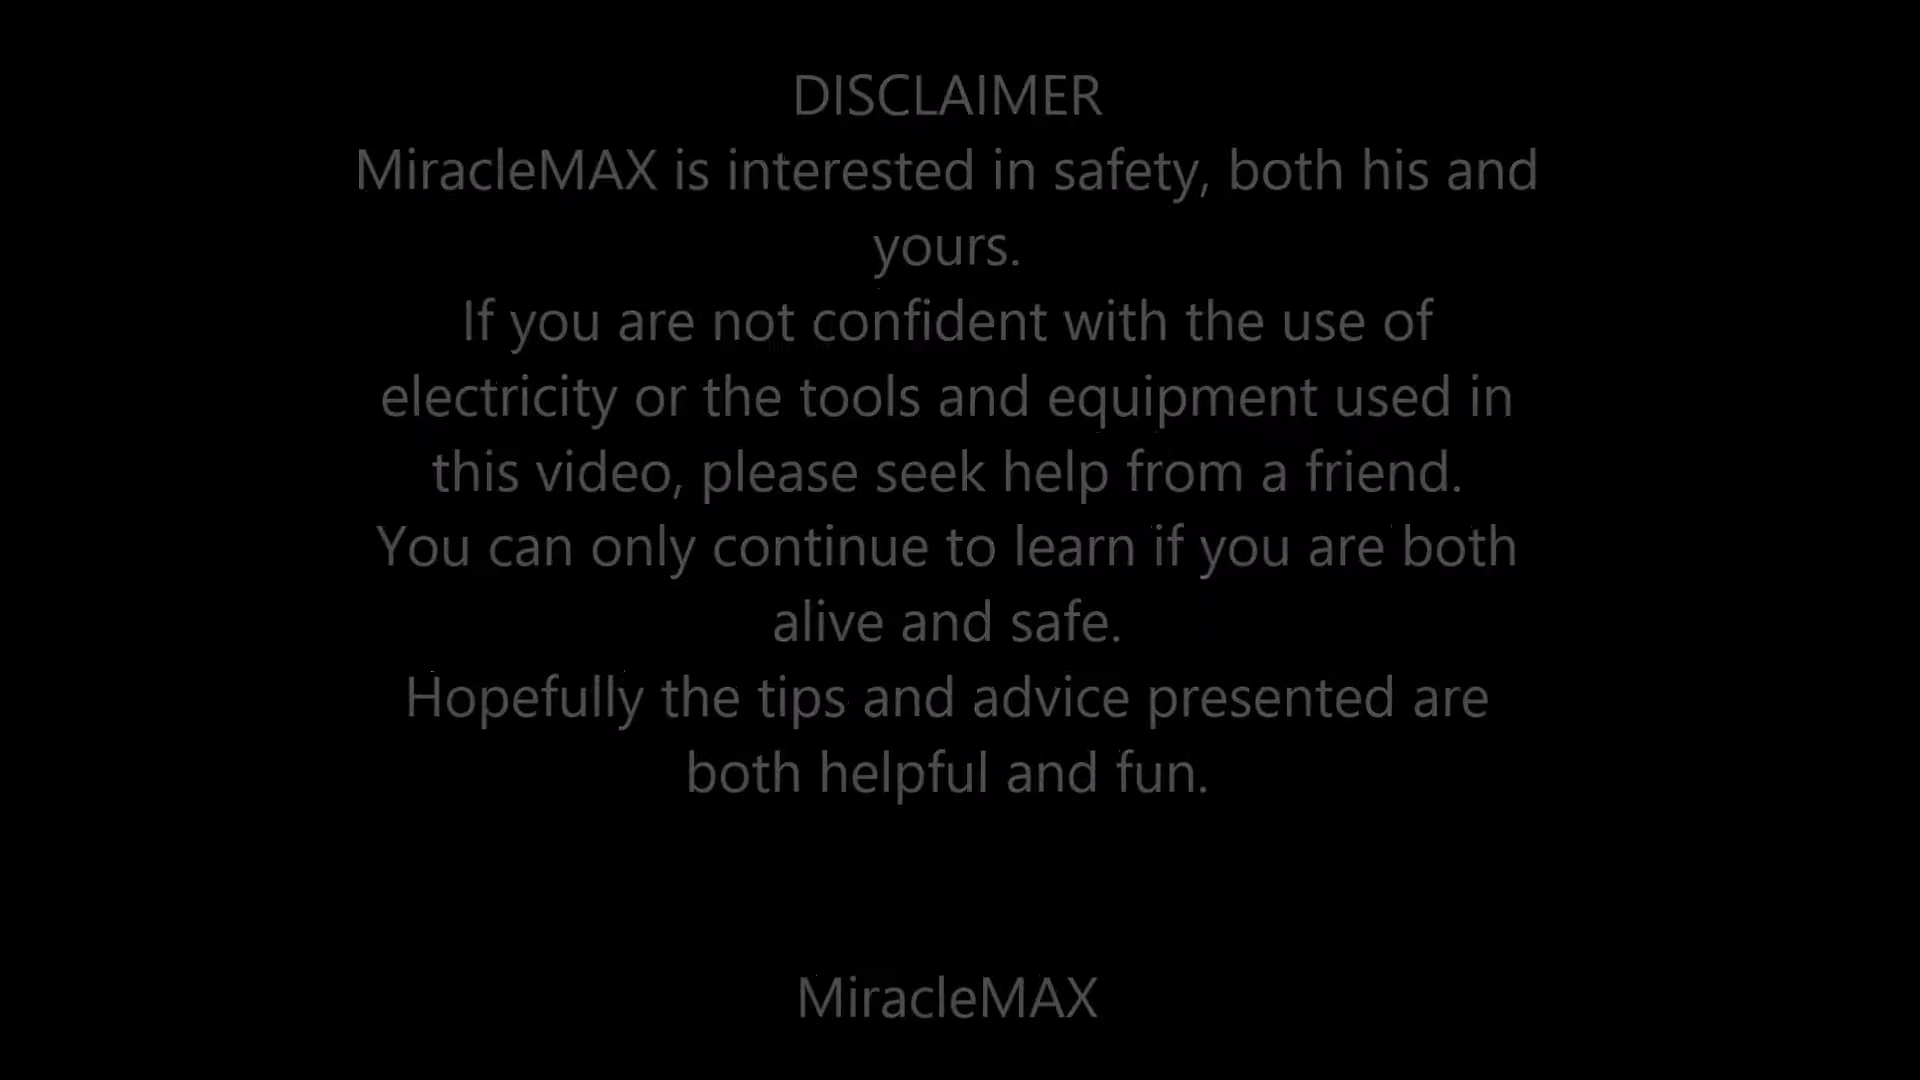 DISCLAIMER
MiracleMAX is interested in safety, both his and
yours.
If you are not confident with the use of
electricity or the tools and equipment used in
this video, please seek help from a friend.
You can only continue to learn if you are both
alive and safe.
Hopefully the tips and advice presented are
both helpful and fun.
MiracleMAX